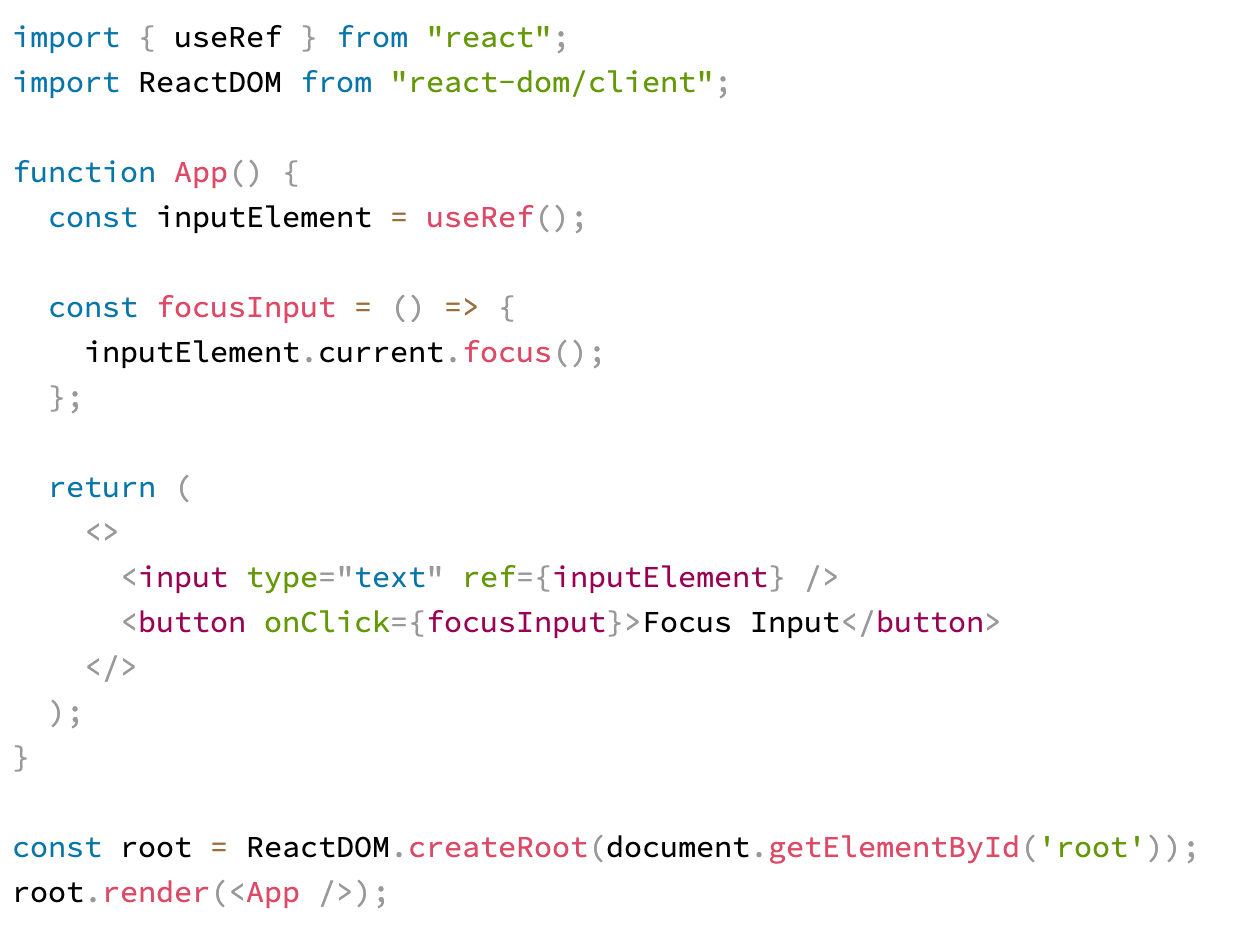 import { useRef } from "react";
import ReactDOM from "react-dom/client";

function App() {
  const inputElement = useRef();

  const focusInput = () => {
    inputElement.current.focus();
  };

  return (
    <>
      <input type="text" ref={inputElement} />
      <button onClick={focusInput}>Focus Input</button>
    </>
  );
}

const root = ReactDOM.createRoot(document.getElementById('root'));
root.render(<App />);